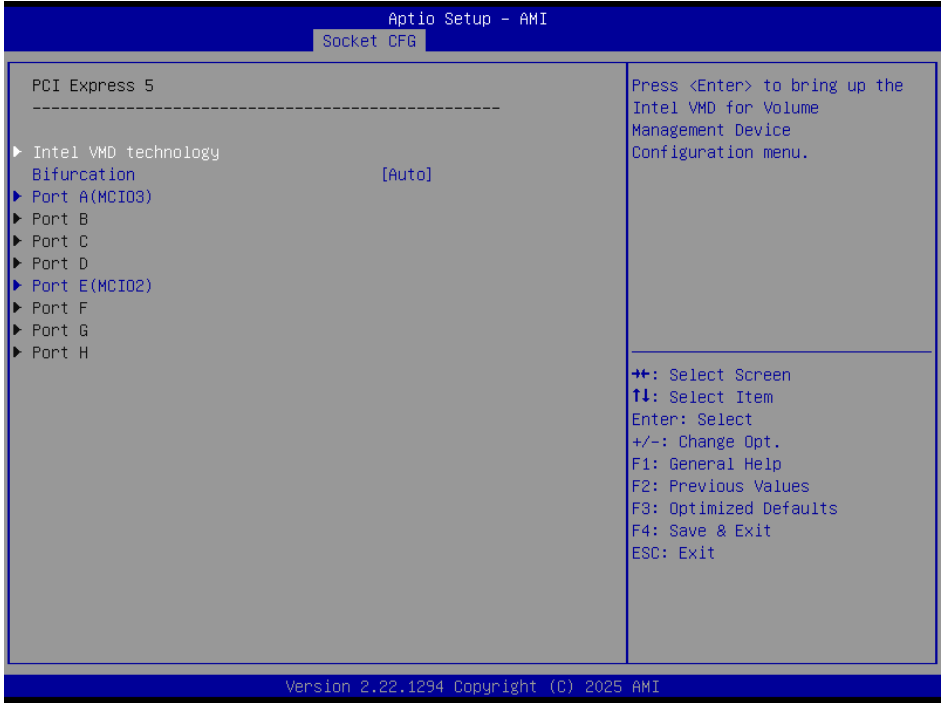 Aptio Setup – AMI
Socket CFG
PCI Express 5
---------------------------------------------------
Intel VMD technology
Bifurcation [Auto]
Port A(MCIO3)
Port B
Port C
Port D
Port E(MCIO2)
Port F
Port G
Port H
Press <Enter> to bring up the
Intel VMD for Volume
Management Device
Configuration menu.
→←: Select Screen
↑↓: Select Item
Enter: Select
+/-: Change Opt.
F1: General Help
F2: Previous Values
F3: Optimized Defaults
F4: Save & Exit
ESC: Exit
Version 2.22.1294 Copyright (C) 2025 AMI